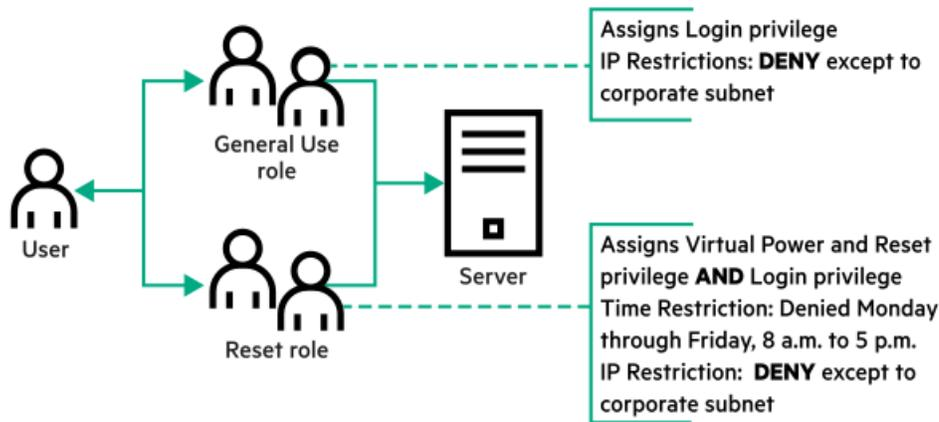 Assigns Login privilege
IP Restrictions: DENY except to
corporate subnet
General Use
role
User
Server
Reset role
Assigns Virtual Power and Reset
privilege AND Login privilege
Time Restriction: Denied Monday
through Friday, 8 a.m. to 5 p.m.
IP Restriction: DENY except to
corporate subnet